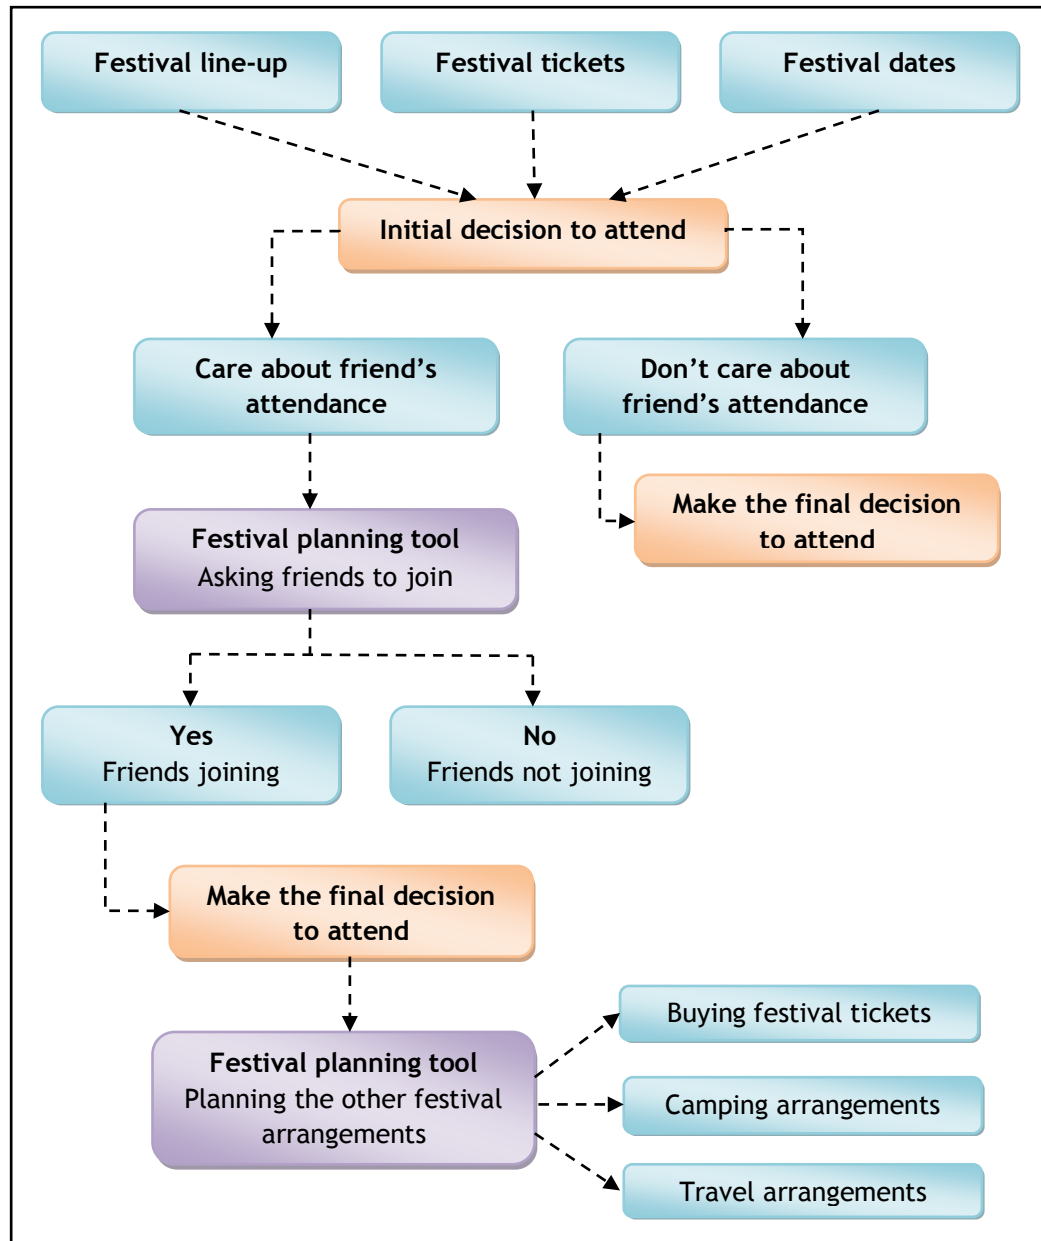 Festival line-up
Festival tickets
Festival dates
Initial decision to attend
Care about friend’s
attendance
Don’t care about
friend’s attendance
Make the final decision
to attend
Festival planning tool
Asking friends to join
Yes
Friends joining
No
Friends not joining
Make the final decision
to attend
Festival planning tool
Planning the other festival
arrangements
Buying festival tickets
Camping arrangements
Travel arrangements